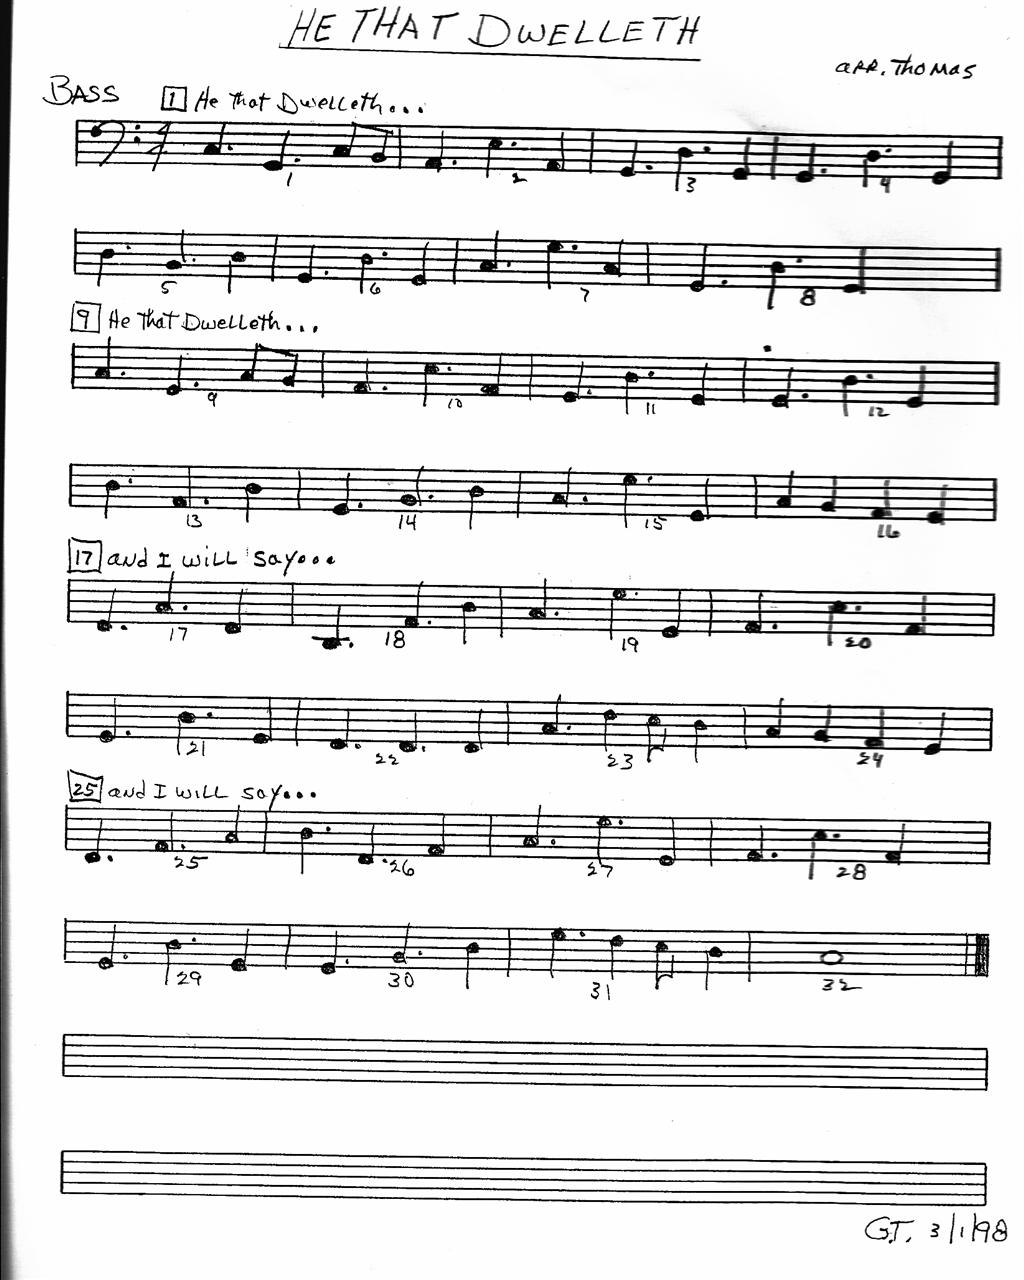 HE THAT DWELLETH
arr. Thomas
BASS
1 He That Dwelleth...
1 2 3 4
5 6 7 8
9 He That Dwelleth...
9 10 11 12
13 14 15 16
17 and I will say...
17 18 19 20
21 22 23 24
25 and I will say...
25 26 27 28
29 30 31 32
G.T. 3/1/98